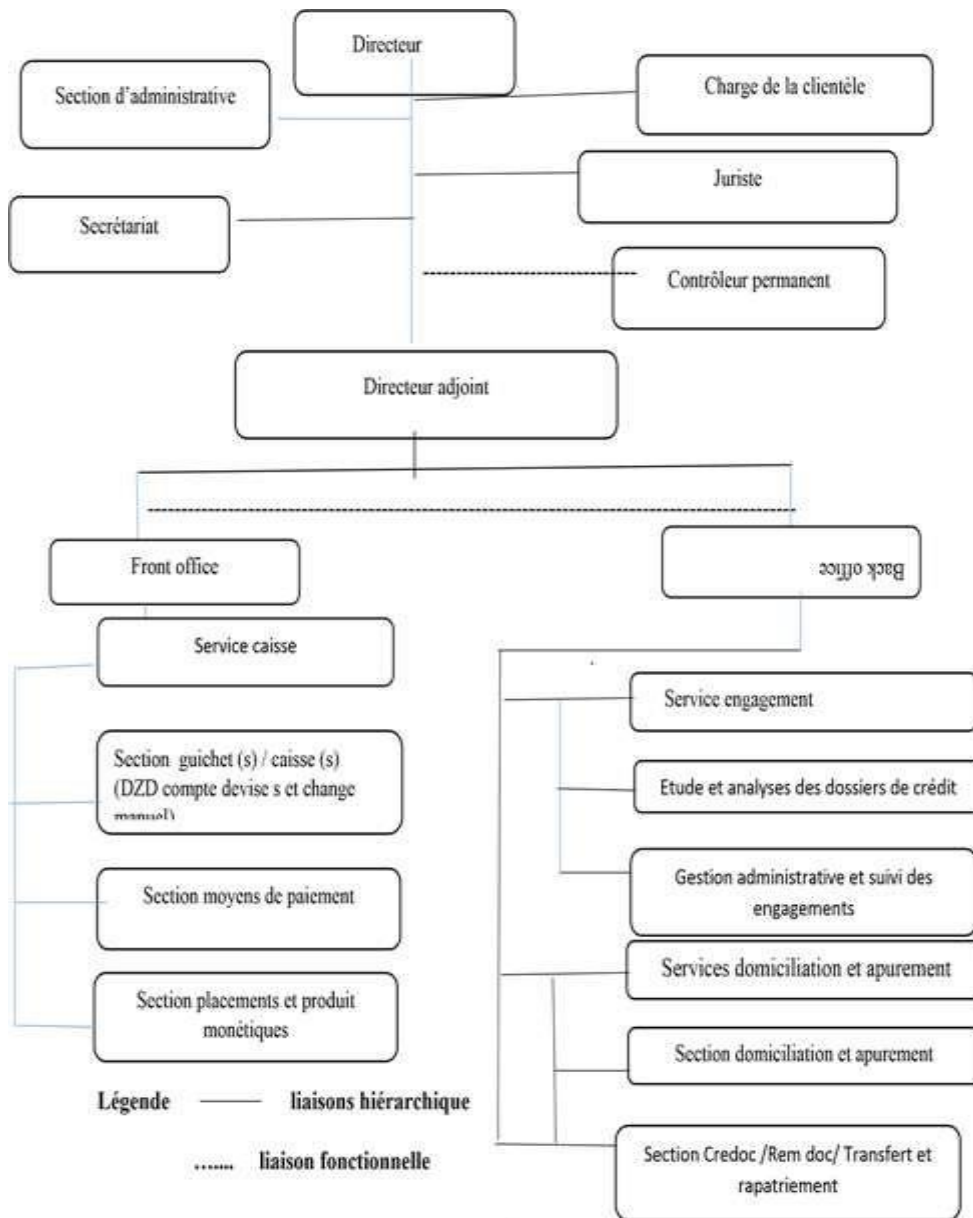 Directeur
Section d'administrative
Charge de la clientèle
Juriste
Secrétariat
Contrôleur permanent
Directeur adjoint
Front office
Back office
Service caisse
Section guichet (s) / caisse (s)
(DZD compte devise s et change
manuel)
Section moyens de paiement
Section placements et produit
monétiques
Service engagement
Etude et analyses des dossiers de crédit
Gestion administrative et suivi des
engagements
Services domiciliation et apurement
Section domiciliation et apurement
Section Credoc /Rem doc/ Transfert et
rapatriement
Légende liaisons hiérarchique
….... liaison fonctionnelle